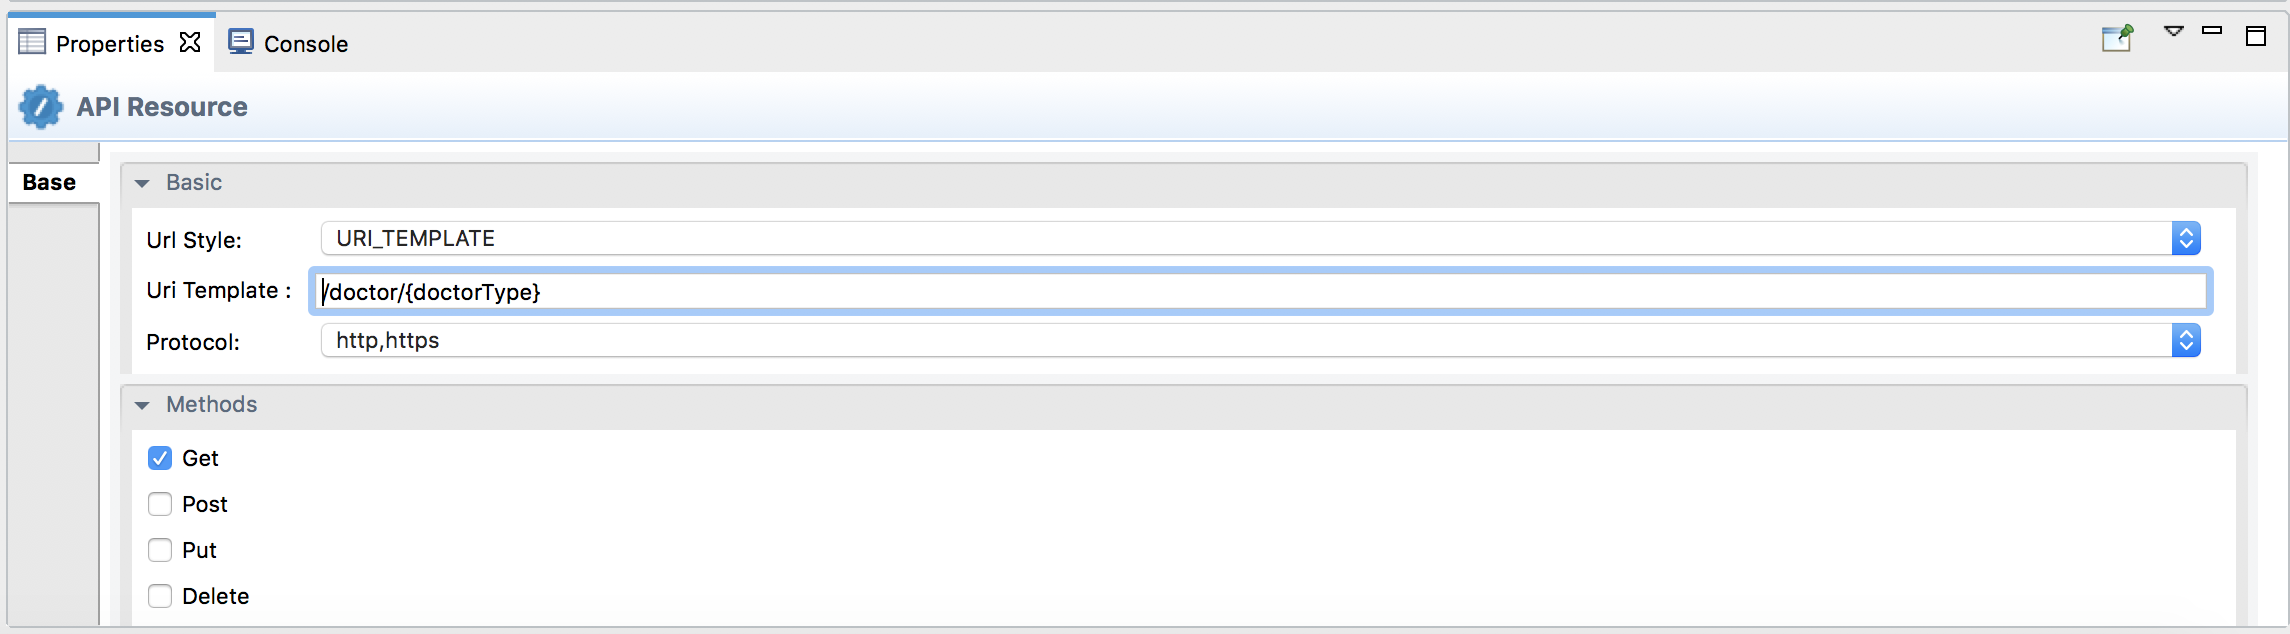 Properties Console
API Resource
Base
Basic
Url Style: URI_TEMPLATE
Uri Template : /doctor/{doctorType}
Protocol: http,https
Methods
Get
Post
Put
Delete